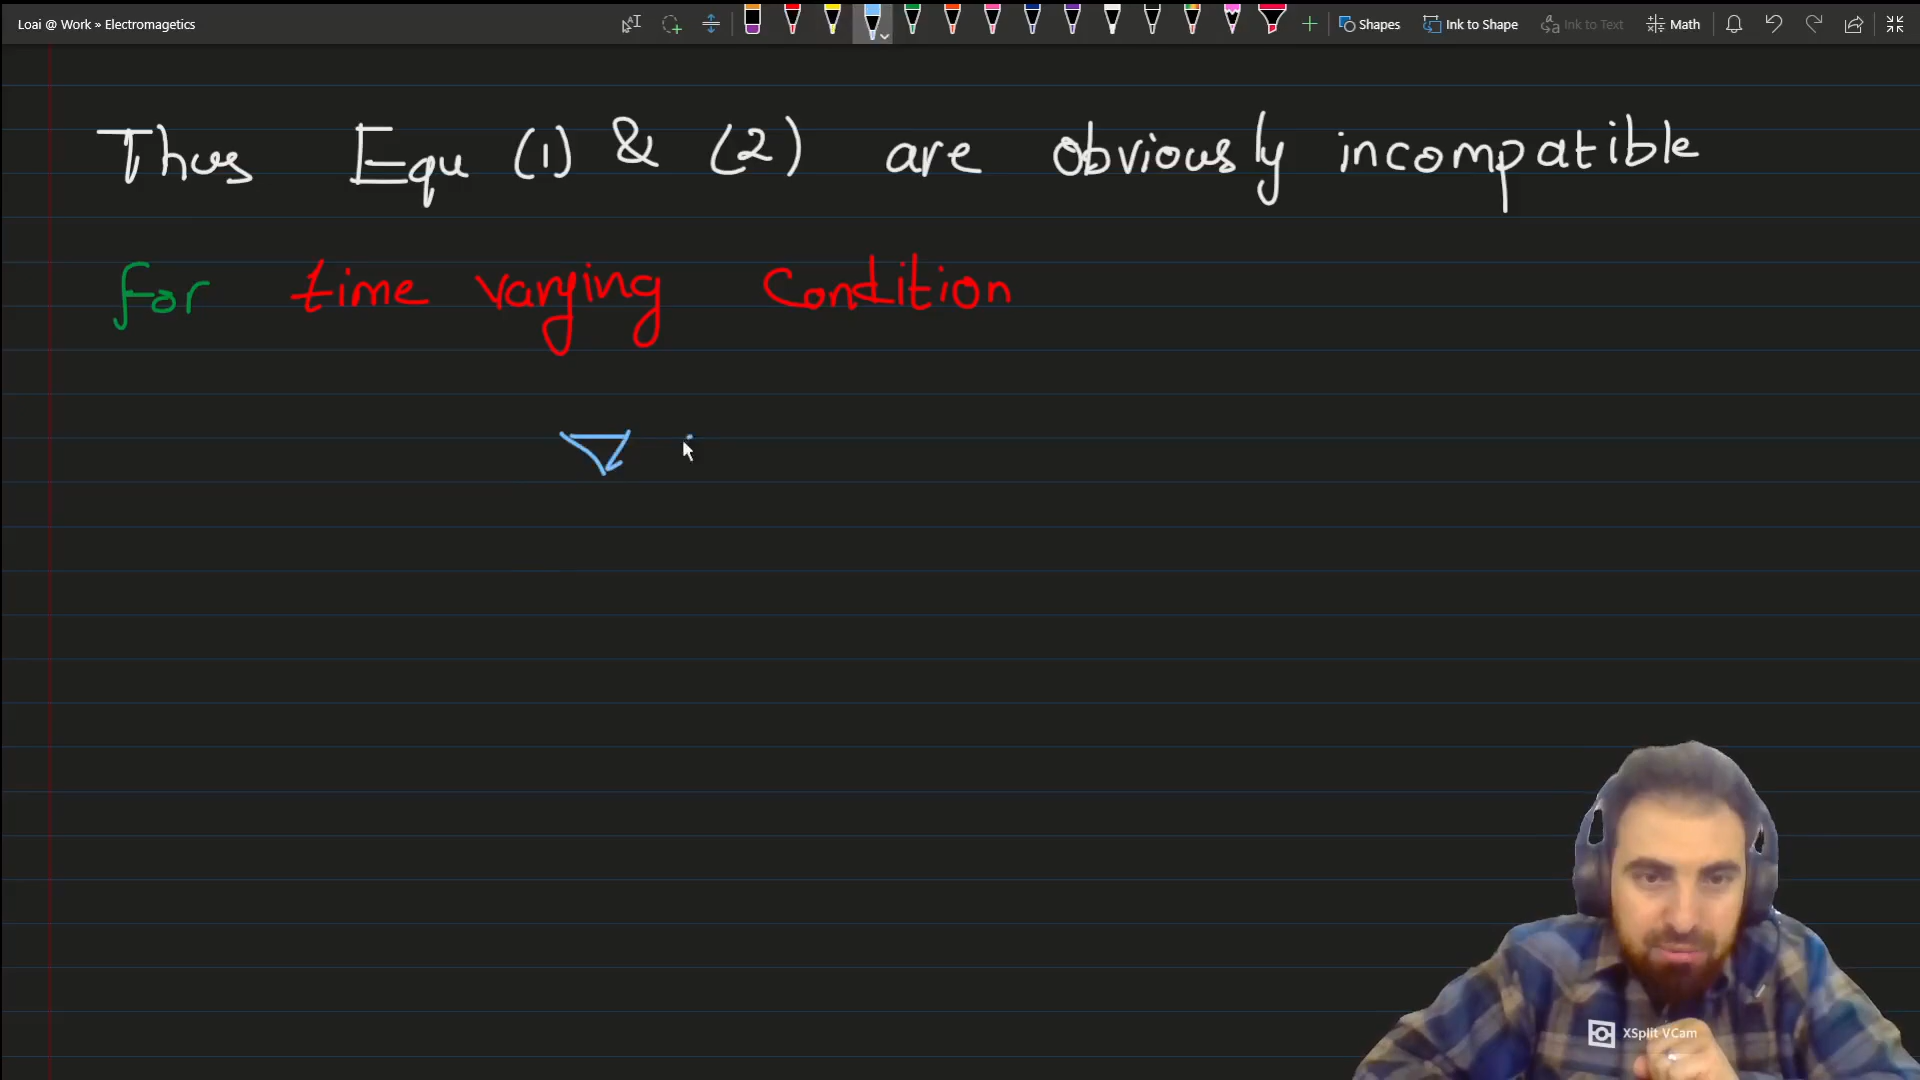 Loai @ Work » Electromagetics
Shapes Ink to Shape Ink to Text Math
Thus Equ (1) & (2) are obviously incompatible
for time varying Condition
∇
XSplit VCam